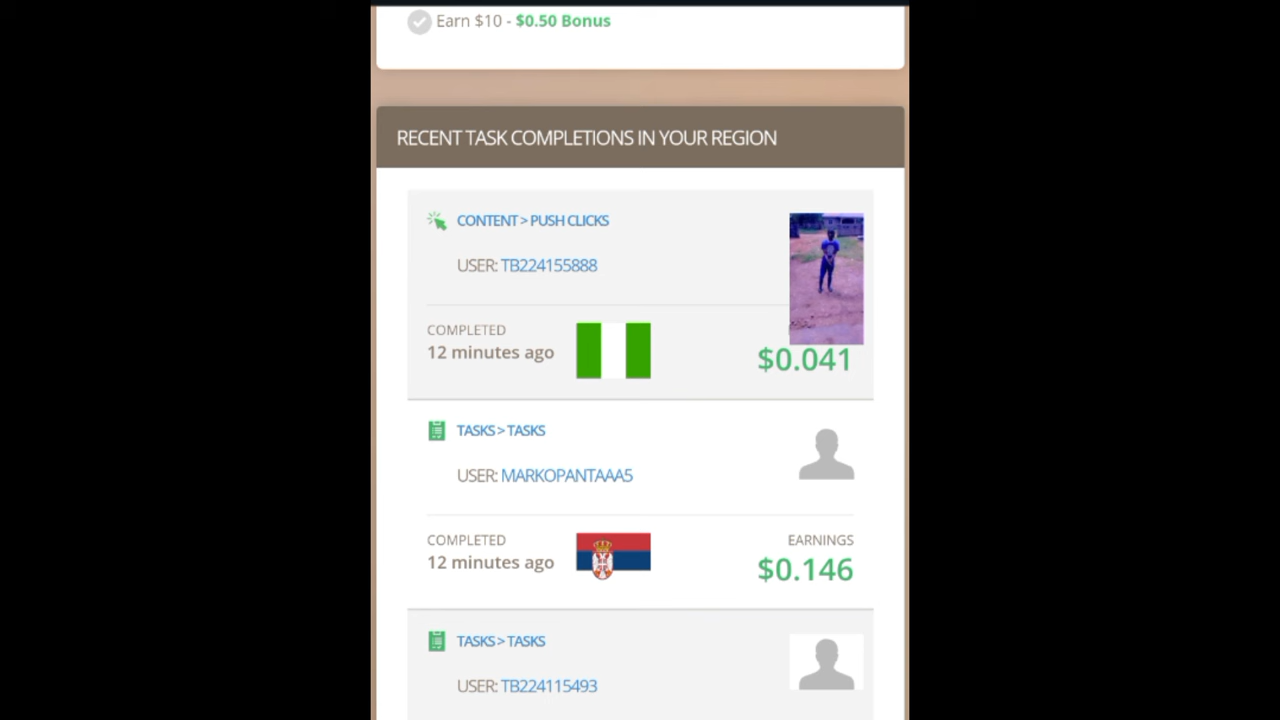 Earn $10 - $0.50 Bonus
RECENT TASK COMPLETIONS IN YOUR REGION
CONTENT > PUSH CLICKS
USER: TB224155888
COMPLETED
12 minutes ago
$0.041
TASKS > TASKS
USER: MARKOPANTAAA5
COMPLETED
12 minutes ago
EARNINGS
$0.146
TASKS > TASKS
USER: TB224115493